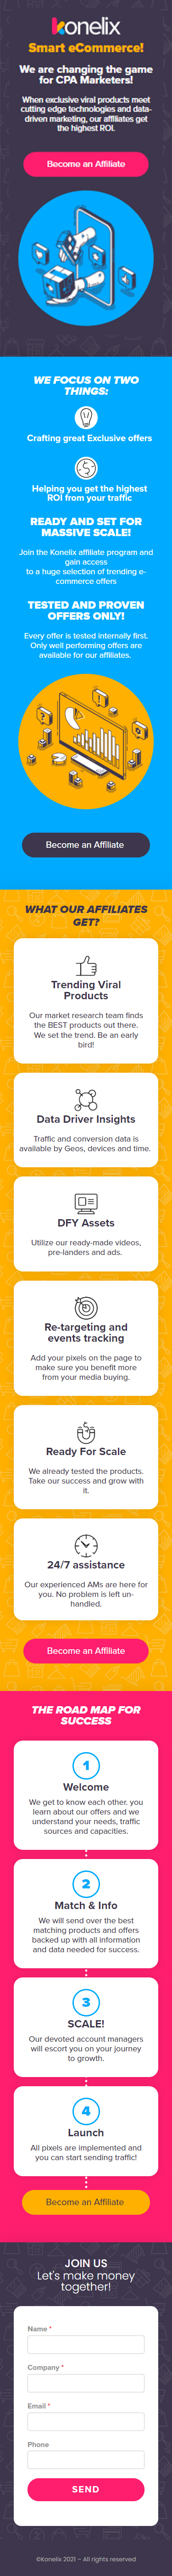 konelix
Smart eCommerce!
We are changing the game
for CPA Marketers!
When exclusive viral products meet
cutting edge technologies and data-
driven marketing, our affiliates get
the highest ROI.
Become an Affiliate
WE FOCUS ON TWO
THINGS:
Crafting great Exclusive offers
Helping you get the highest
ROI from your traffic
READY AND SET FOR
MASSIVE SCALE!
Join the Konelix affiliate program and
gain access
to a huge selection of trending e-
commerce offers
TESTED AND PROVEN
OFFERS ONLY!
Every offer is tested internally first.
Only well performing offers are
available for our affiliates.
Become an Affiliate
WHAT OUR AFFILIATES
GET?
Trending Viral
Products
Our market research team finds
the BEST products out there.
We set the trend. Be an early
bird!
Data Driver Insights
Traffic and conversion data is
available by Geos, devices and time.
DFY Assets
Utilize our ready-made videos,
pre-landers and ads.
Re-targeting and
events tracking
Add your pixels on the page to
make sure you benefit more
from your media buying.
Ready For Scale
We already tested the products.
Take our success and grow with
it.
24/7 assistance
Our experienced AMs are here for
you. No problem is left un-
handled.
Become an Affiliate
THE ROAD MAP FOR
SUCCESS
1
Welcome
We get to know each other. you
learn about our offers and we
understand your needs, traffic
sources and capacities.
2
Match & Info
We will send over the best
matching products and offers
backed up with all information
and data needed for success.
3
SCALE!
Our devoted account managers
will escort you on your journey
to growth.
4
Launch
All pixels are implemented and
you can start sending traffic!
Become an Affiliate
JOIN US
Let's make money
together!
Name *
Company *
Email *
Phone
SEND
©Konelix 2021 – All rights reserved